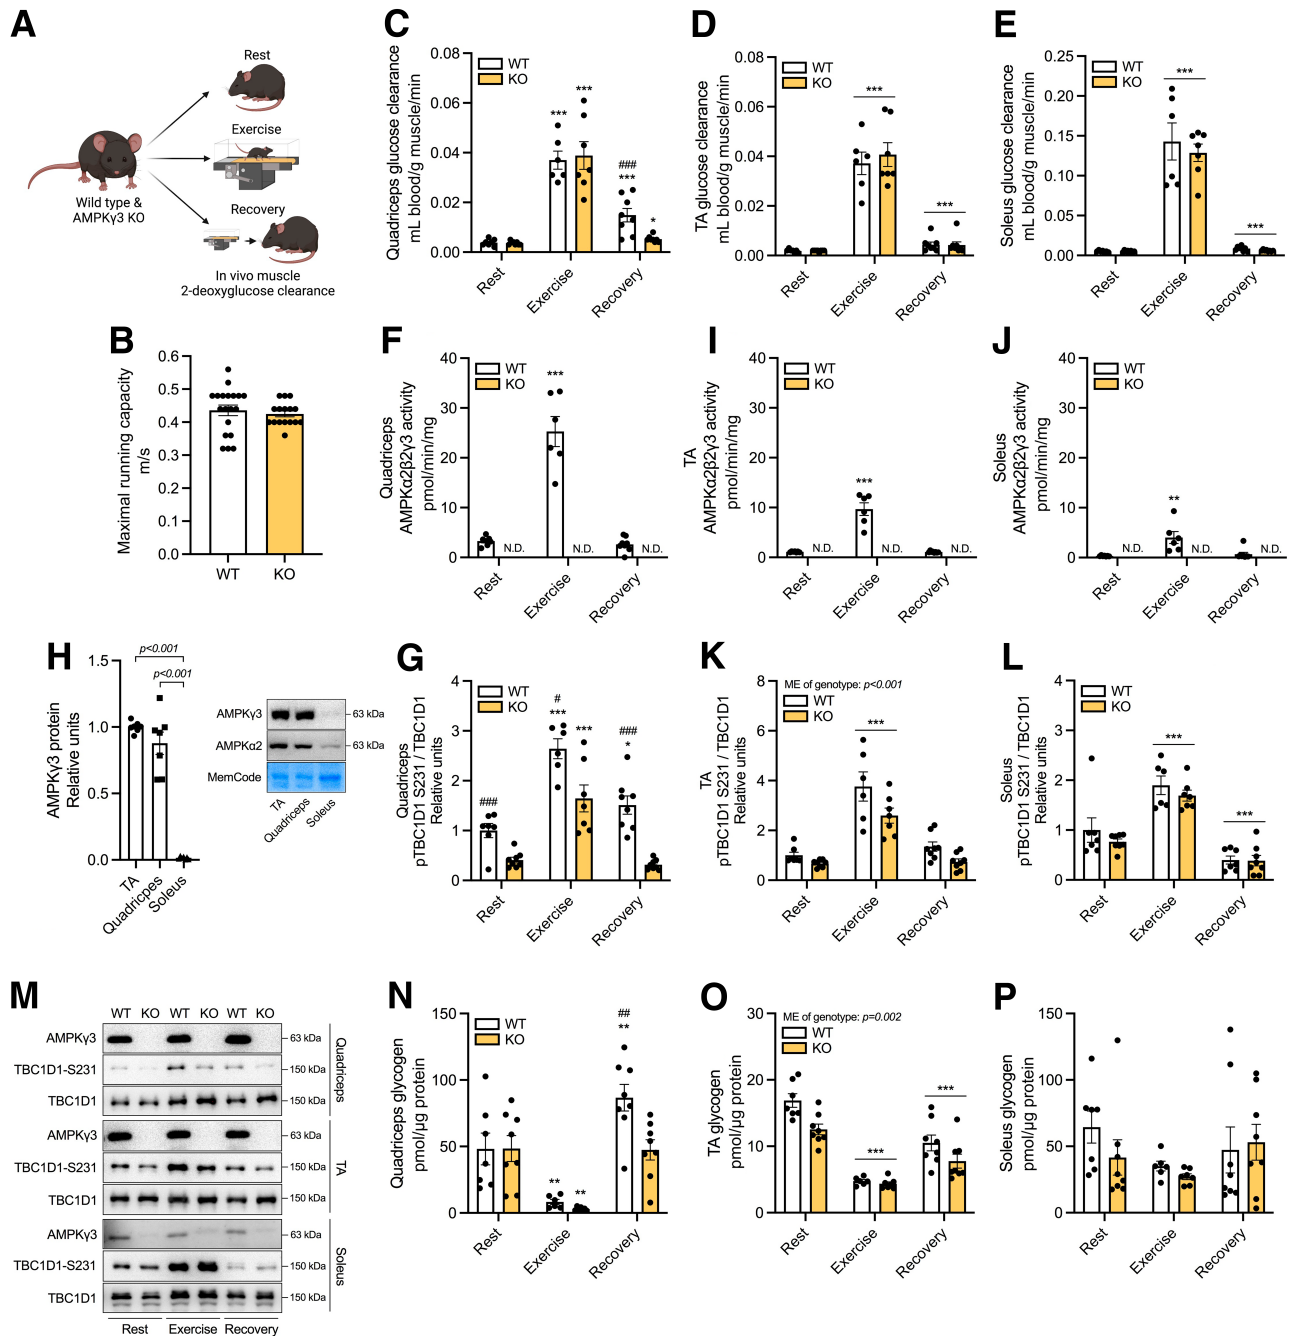 A
Rest
Exercise
Wild type &
AMPKγ3 KO
Recovery
In vivo muscle
2-deoxyglucose clearance
C
Quadriceps glucose clearance
mL blood/g muscle/min
0.08
0.06
0.04
0.02
0.00
WT
KO
***
***
###
***
*
Rest
Exercise
Recovery
D
TA glucose clearance
mL blood/g muscle/min
0.08
0.06
0.04
0.02
0.00
WT
KO
***
***
Rest
Exercise
Recovery
E
Soleus glucose clearance
mL blood/g muscle/min
0.25
0.20
0.15
0.10
0.05
0.00
WT
KO
***
***
Rest
Exercise
Recovery
B
Maximal running capacity
m/s
0.6
0.5
0.4
0.3
0.2
0.1
0.0
WT
KO
F
Quadriceps
AMPKα2β2γ3 activity
pmol/min/mg
40
30
20
10
0
WT
KO
***
N.D.
N.D.
N.D.
Rest
Exercise
Recovery
I
TA
AMPKα2β2γ3 activity
pmol/min/mg
40
30
20
10
0
WT
KO
***
N.D.
N.D.
N.D.
Rest
Exercise
Recovery
J
Soleus
AMPKα2β2γ3 activity
pmol/min/mg
40
30
20
10
0
WT
KO
**
N.D.
N.D.
N.D.
Rest
Exercise
Recovery
H
AMPKγ3 protein
Relative units
1.5
1.0
0.5
0.0
p<0.001
p<0.001
TA
Quadricpes
Soleus
AMPKγ3
63 kDa
AMPKα2
63 kDa
MemCode
TA
Quadriceps
Soleus
G
Quadriceps
pTBC1D1 S231 / TBC1D1
Relative units
4
3
2
1
0
WT
KO
###
#
***
***
###
*
Rest
Exercise
Recovery
K
TA
pTBC1D1 S231 / TBC1D1
Relative units
8
6
4
2
0
ME of genotype: p<0.001
WT
KO
***
Rest
Exercise
Recovery
L
Soleus
pTBC1D1 S231 / TBC1D1
Relative units
4
3
2
1
0
WT
KO
***
***
Rest
Exercise
Recovery
M
WT KO WT KO WT KO
AMPKγ3
63 kDa
TBC1D1-S231
150 kDa
TBC1D1
150 kDa
Quadriceps
AMPKγ3
63 kDa
TBC1D1-S231
150 kDa
TBC1D1
150 kDa
TA
AMPKγ3
63 kDa
TBC1D1-S231
150 kDa
TBC1D1
150 kDa
Soleus
Rest Exercise Recovery
N
Quadriceps glycogen
pmol/µg protein
150
100
50
0
WT
KO
**
**
##
**
Rest
Exercise
Recovery
O
TA glycogen
pmol/µg protein
30
20
10
0
ME of genotype: p=0.002
WT
KO
***
***
Rest
Exercise
Recovery
P
Soleus glycogen
pmol/µg protein
150
100
50
0
Rest
Exercise
Recovery